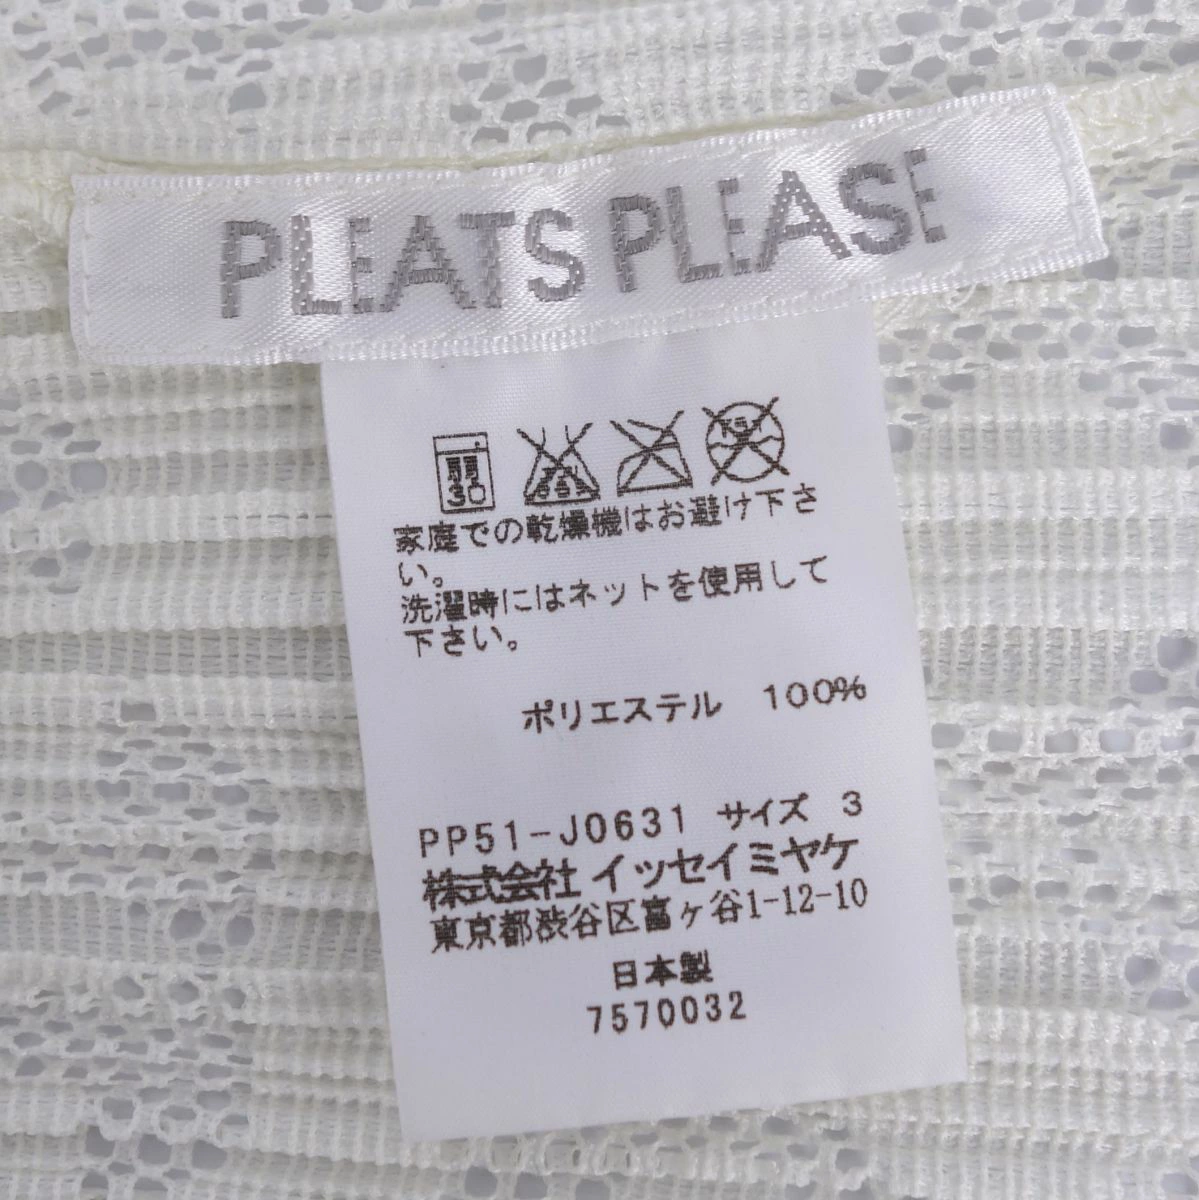 PLEATS PLEASE
弱
30
家庭での乾燥機はお避け下さ
い。
洗濯時にはネットを使用して
下さい。
ポリエステル 100%
PP51-J0631 サイズ 3
株式会社 イッセイミヤケ
東京都渋谷区富ヶ谷1-12-10
日本製
7570032